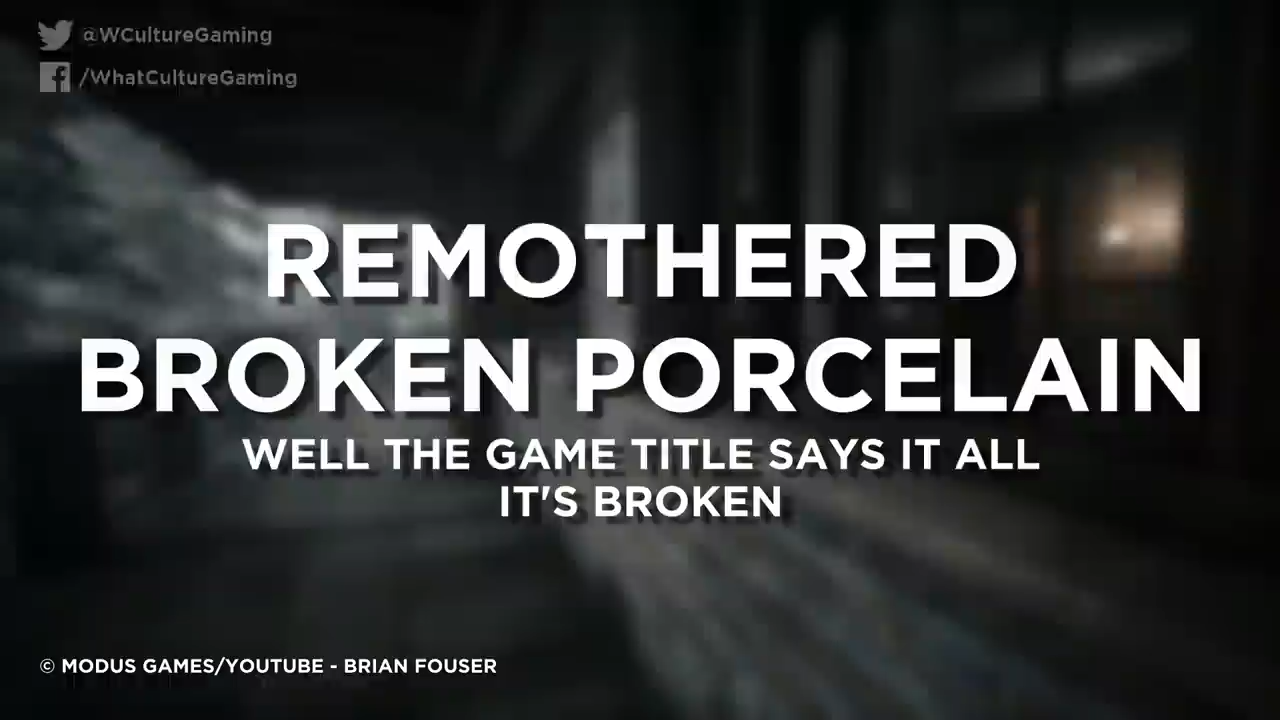 @WCultureGaming
/WhatCultureGaming
REMOTHERED
BROKEN PORCELAIN
WELL THE GAME TITLE SAYS IT ALL
IT'S BROKEN
© MODUS GAMES/YOUTUBE - BRIAN FOUSER